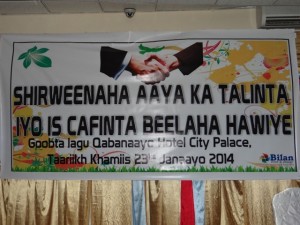 SHIRWEENAHA AAYA KA TALINTA
IYO IS CAFINTA BEELAHA HAWIYE
Goobta lagu Qabanaayo Hotel City Palace,
Taariikh Khamiis 23rd Janaayo 2014
Bilan